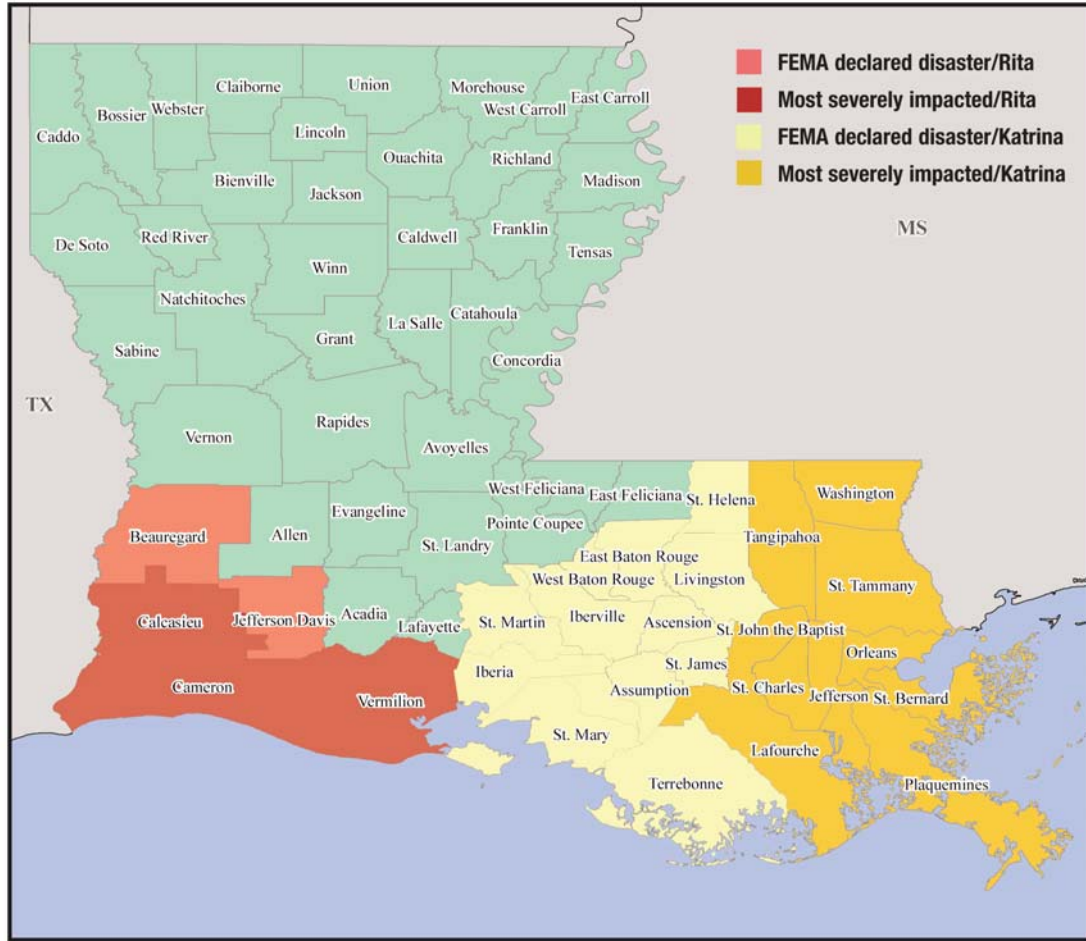 FEMA declared disaster/Rita
Most severely impacted/Rita
FEMA declared disaster/Katrina
Most severely impacted/Katrina
Claiborne
Union
Morehouse
West Carroll
East Carroll
Caddo
Bossier
Webster
Lincoln
Ouachita
Richland
Madison
Bienville
Jackson
De Soto
Red River
Caldwell
Franklin
Tensas
MS
Winn
Natchitoches
La Salle
Catahoula
Sabine
Grant
Concordia
TX
Vernon
Rapides
Avoyelles
West Feliciana
East Feliciana
St. Helena
Washington
Beauregard
Allen
Evangeline
Pointe Coupee
St. Landry
Tangipahoa
East Baton Rouge
West Baton Rouge
Livingston
St. Tammany
Calcasieu
Jefferson Davis
Acadia
Lafayette
St. Martin
Iberville
Ascension
St. John the Baptist
Orleans
Iberia
St. James
Cameron
Vermilion
Assumption
St. Charles
Jefferson
St. Bernard
St. Mary
Lafourche
Terrebonne
Plaquemines